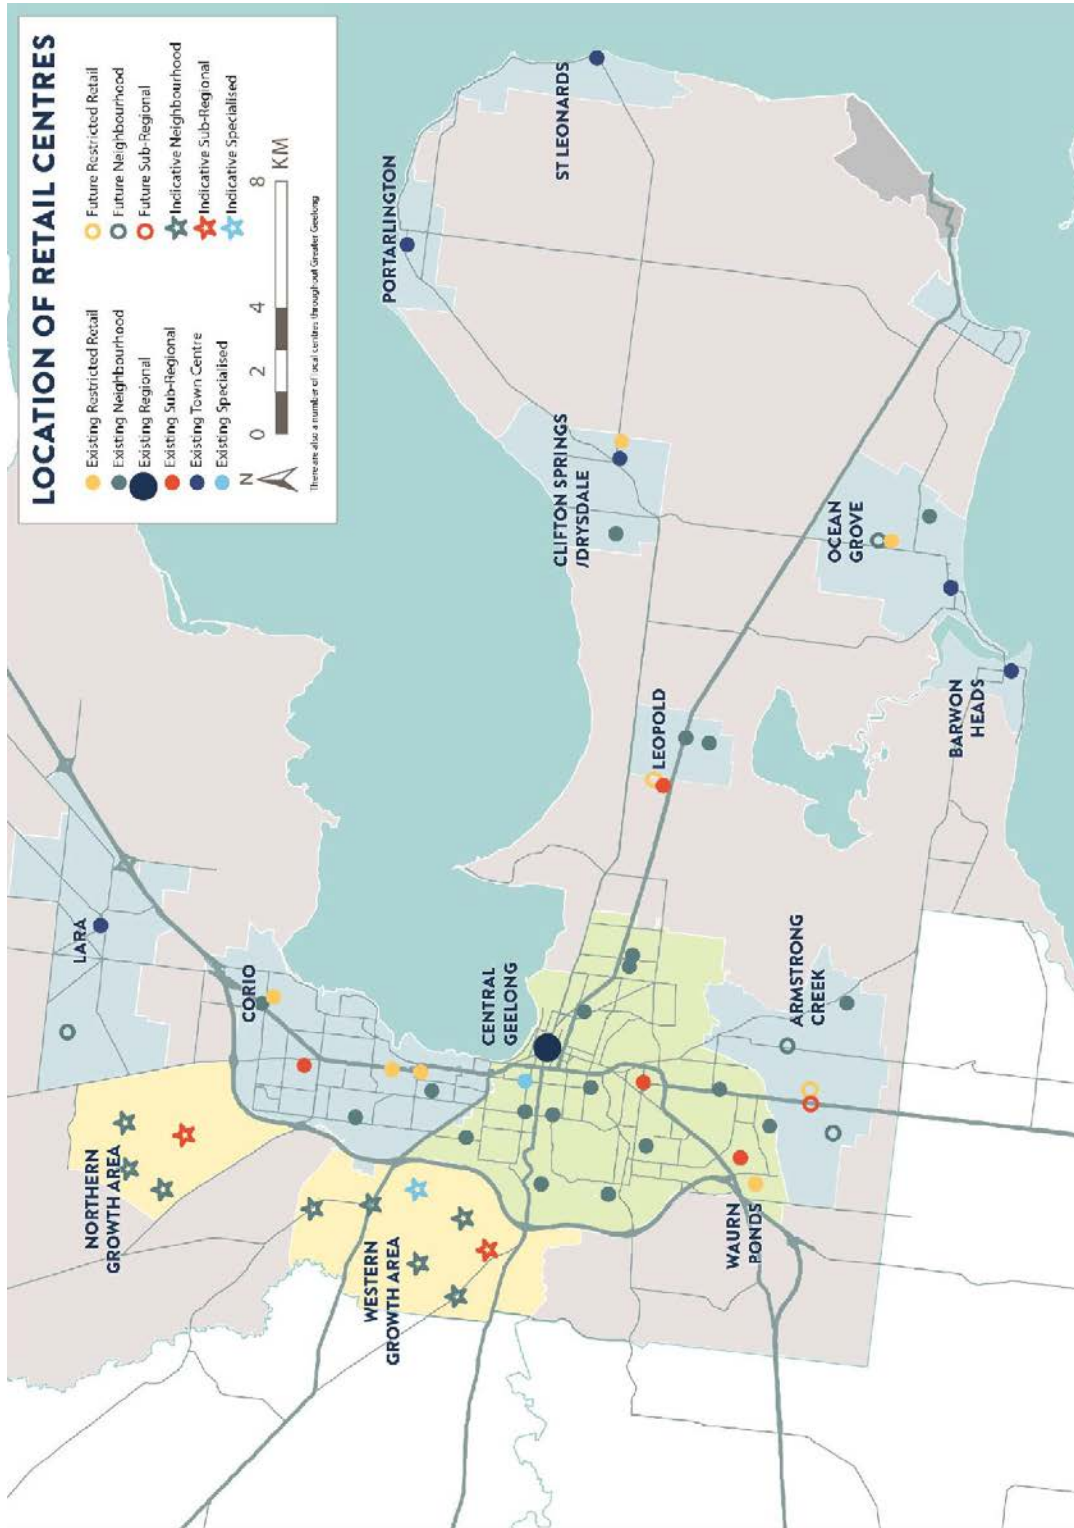 LOCATION OF RETAIL CENTRES
Existing Restricted Retail
Existing Neighbourhood
Existing Regional
Existing Sub-Regional
Existing Town Centre
Existing Specialised
Future Restricted Retail
Future Neighbourhood
Future Sub-Regional
Indicative Neighbourhood
Indicative Sub-Regional
Indicative Specialised
N
0 2 4 8
KM
There are also a number of local centres throughout Greater Geelong
LARA
CORIO
NORTHERN
GROWTH AREA
WESTERN
GROWTH AREA
CENTRAL
GEELONG
PORTARLINGTON
ST LEONARDS
CLIFTON SPRINGS
/DRYSDALE
LEOPOLD
OCEAN
GROVE
BARWON
HEADS
ARMSTRONG
CREEK
WAURN
PONDS